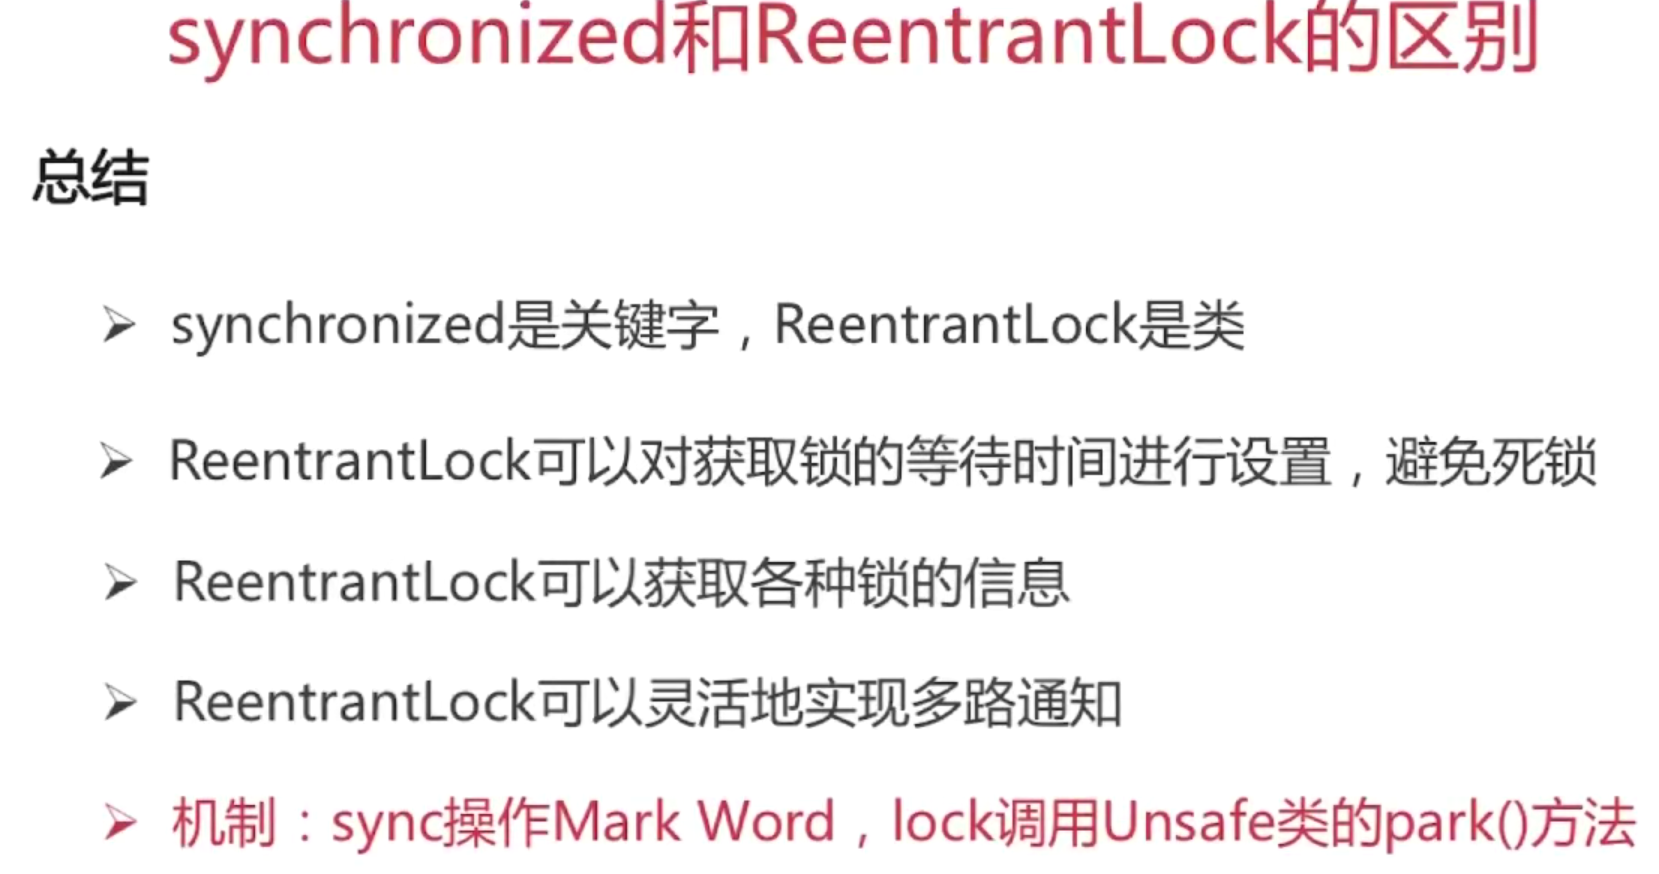 synchronized和ReentrantLock的区别
总结
synchronized是关键字，ReentrantLock是类
ReentrantLock可以对获取锁的等待时间进行设置，避免死锁
ReentrantLock可以获取各种锁的信息
ReentrantLock可以灵活地实现多路通知
机制：sync操作Mark Word，lock调用Unsafe类的park()方法